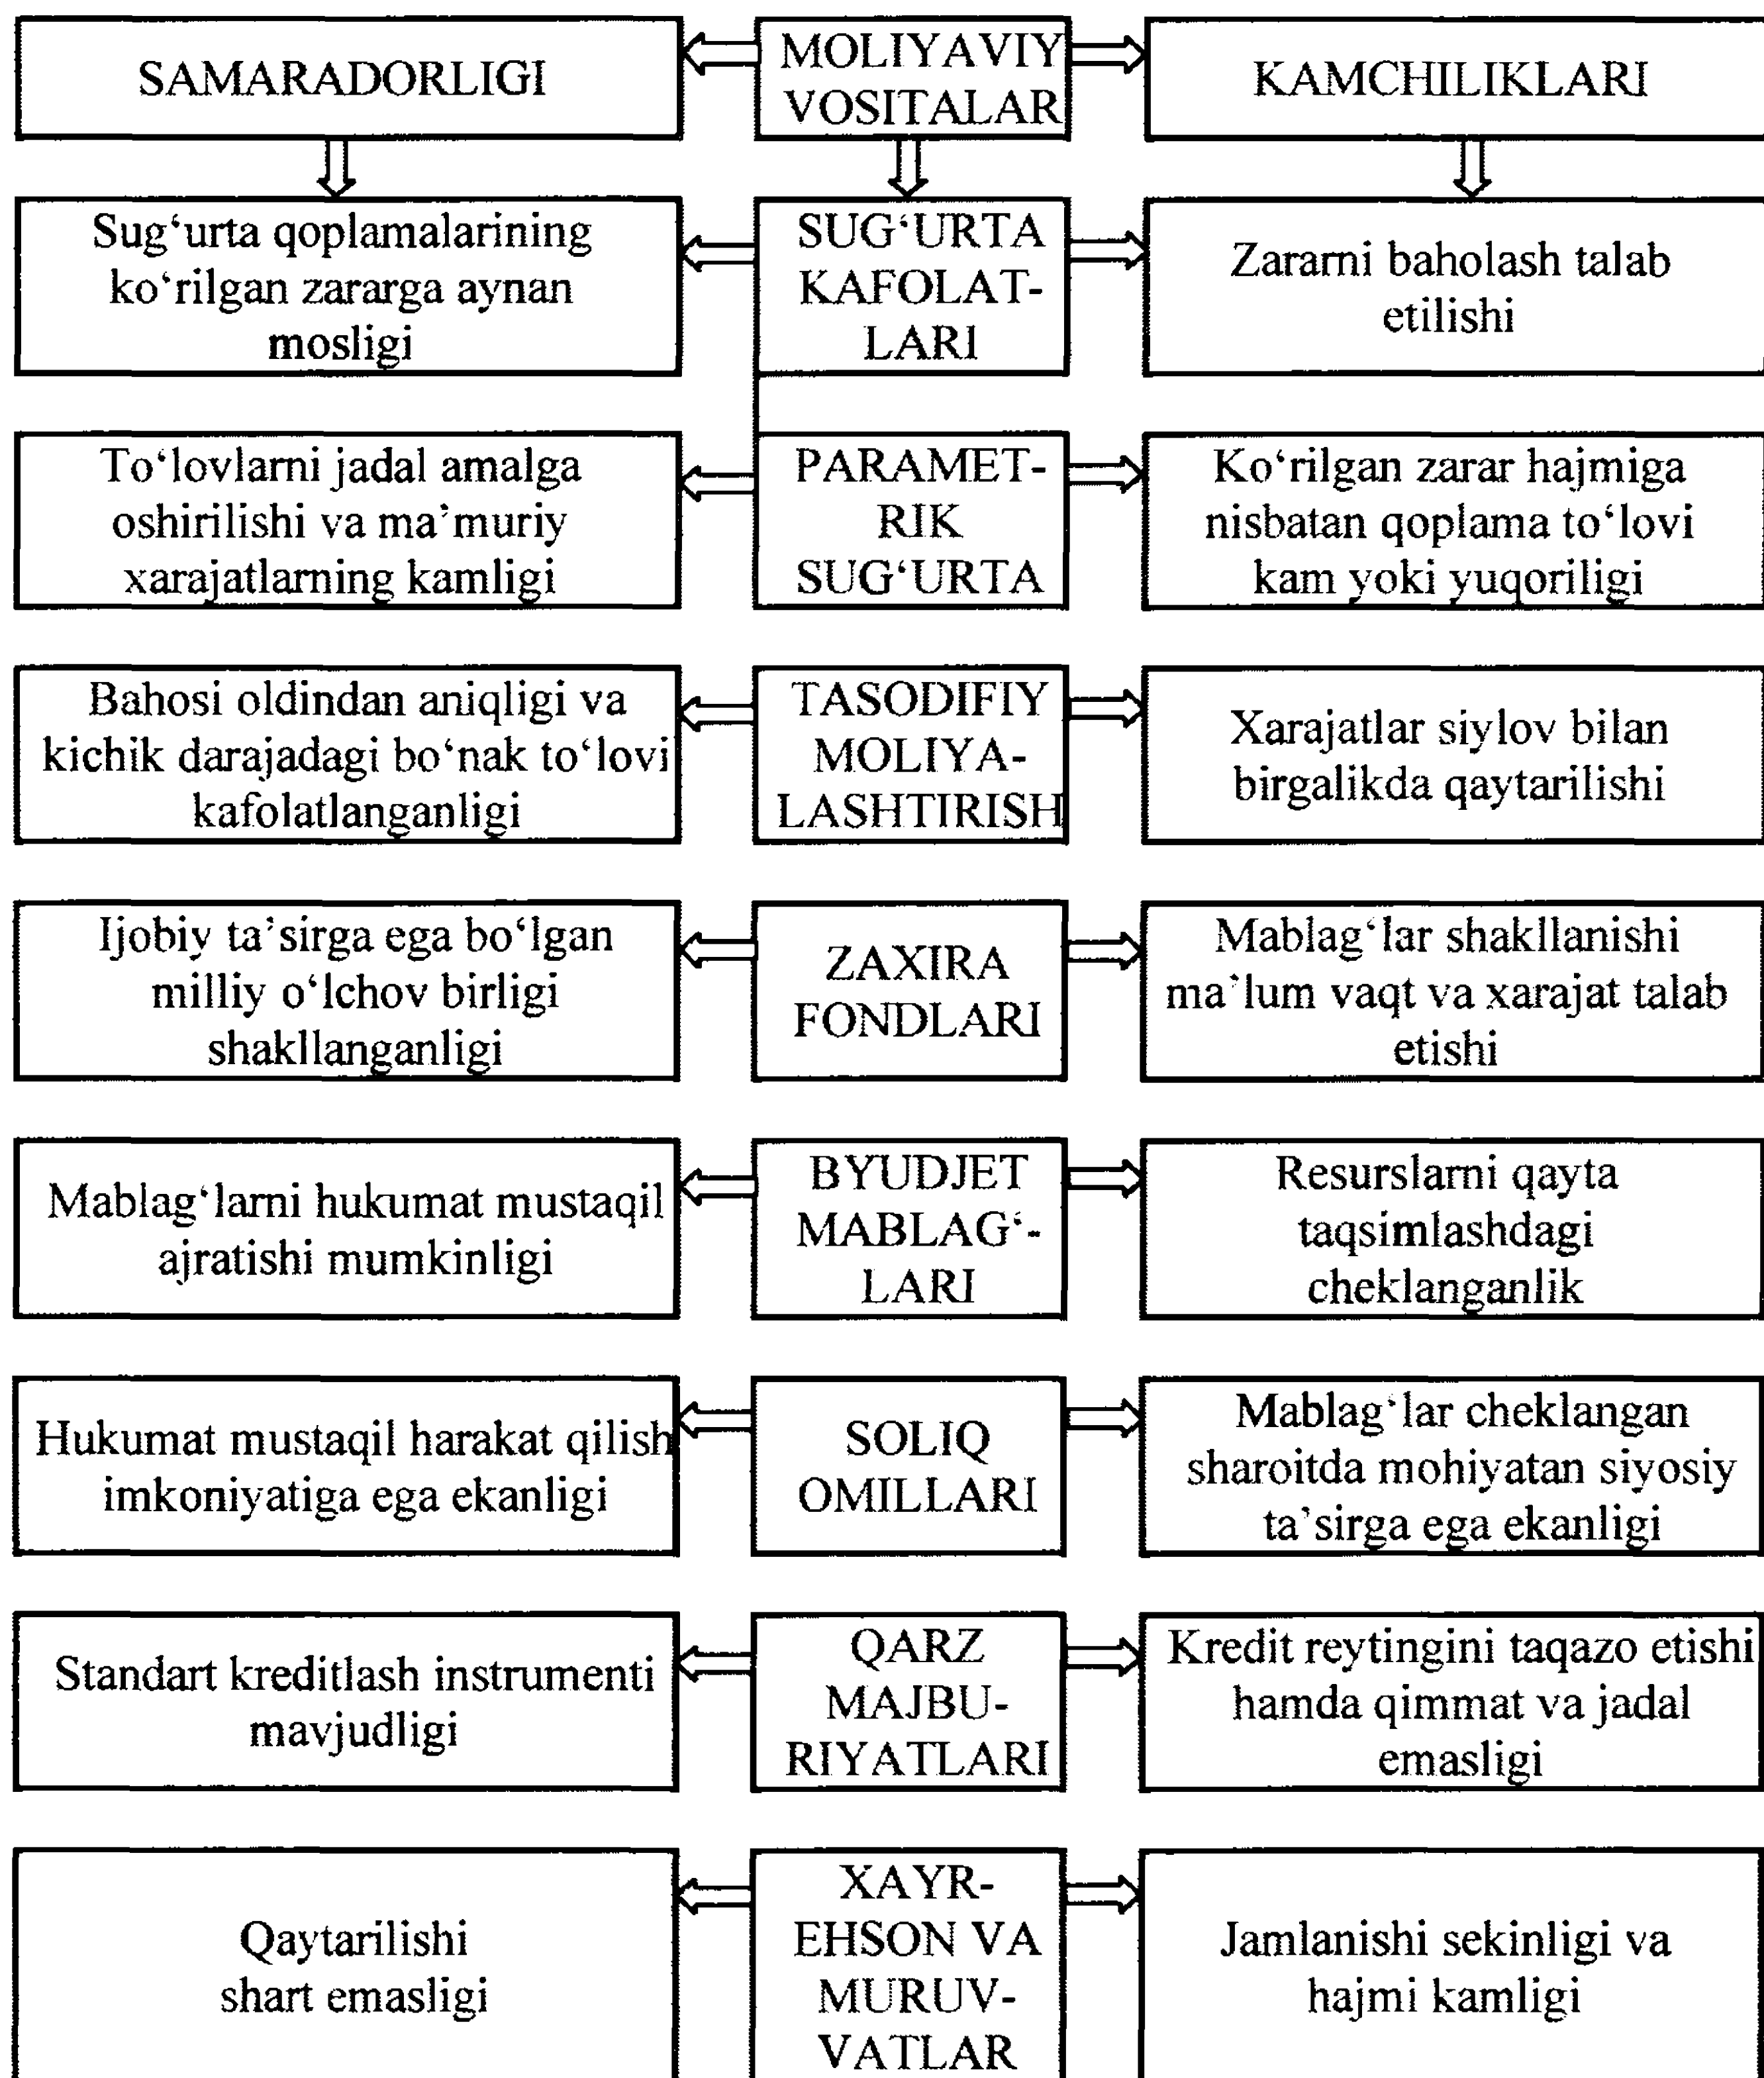 SAMARADORLIGI
MOLIYAVIY
VOSITALAR
KAMCHILIKLARI
Sug‘urta qoplamalarining
ko‘rilgan zararga aynan
mosligi
SUG‘URTA
KAFOLAT-
LARI
Zararni baholash talab
etilishi
To‘lovlarni jadal amalga
oshirilishi va ma’muriy
xarajatlarning kamligi
PARAMET-
RIK
SUG‘URTA
Ko‘rilgan zarar hajmiga
nisbatan qoplama to‘lovi
kam yoki yuqoriligi
Bahosi oldindan aniqligi va
kichik darajadagi bo‘nak to‘lovi
kafolatlanganligi
TASODIFIY
MOLIYA-
LASHTIRISH
Xarajatlar siylov bilan
birgalikda qaytarilishi
Ijobiy ta’sirga ega bo‘lgan
milliy o‘lchov birligi
shakllanganligi
ZAXIRA
FONDLARI
Mablag‘lar shakllanishi
ma’lum vaqt va xarajat talab
etishi
Mablag‘larni hukumat mustaqil
ajratishi mumkinligi
BYUDJET
MABLAG‘-
LARI
Resurslarni qayta
taqsimlashdagi
cheklanganlik
Hukumat mustaqil harakat qilish
imkoniyatiga ega ekanligi
SOLIQ
OMILLARI
Mablag‘lar cheklangan
sharoitda mohiyatan siyosiy
ta’sirga ega ekanligi
Standart kreditlash instrumenti
mavjudligi
QARZ
MAJBU-
RIYATLARI
Kredit reytingini taqazo etishi
hamda qimmat va jadal
emasligi
Qaytarilishi
shart emasligi
XAYR-
EHSON VA
MURUV-
VATLAR
Jamlanishi sekinligi va
hajmi kamligi